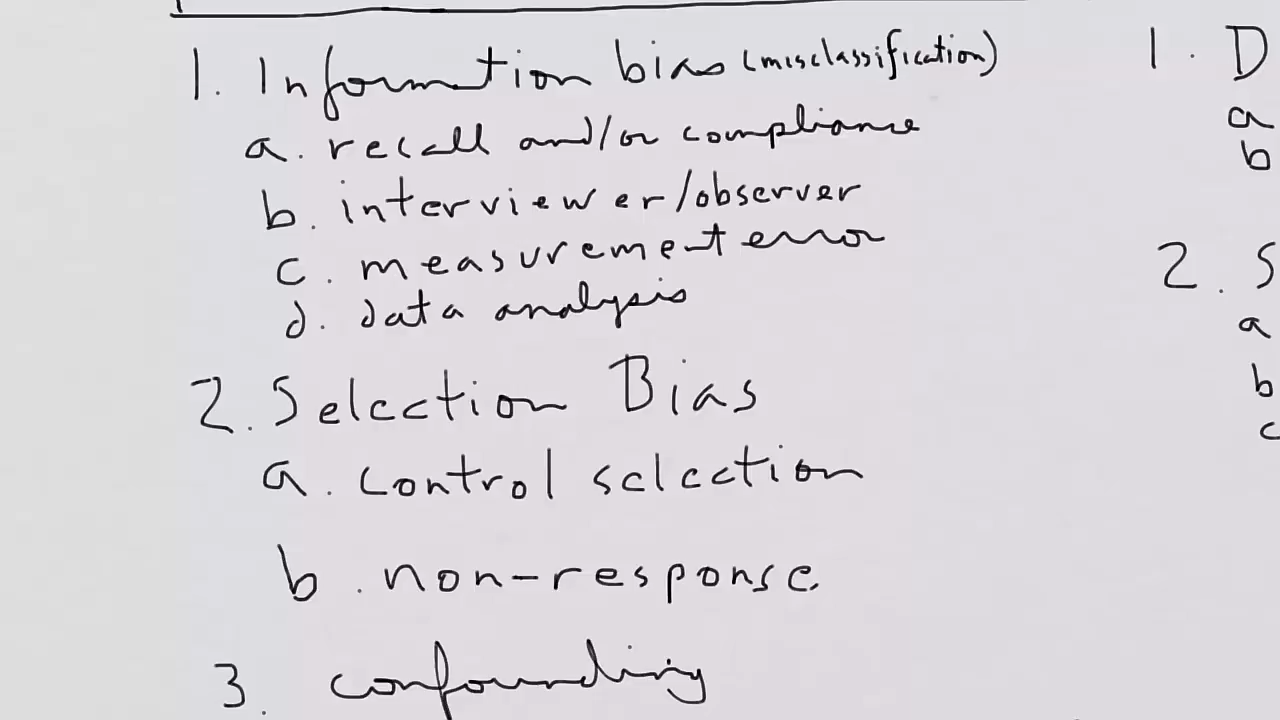 1. Information bias (misclassification)
a. recall and/or compliance
b. interviewer/observer
c. measurement error
d. data analysis
2. Selection Bias
a. control selection
b. non-response
3. confounding
1. D
a
b
2. S
a
b
c